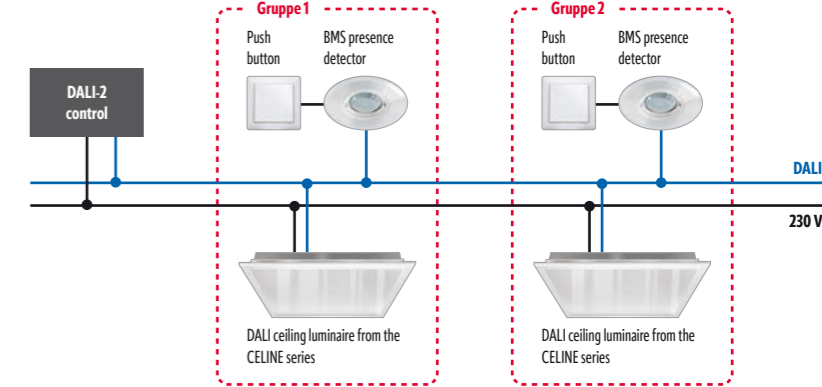 Gruppe 1
Gruppe 2
Push
button
BMS presence
detector
Push
button
BMS presence
detector
DALI-2
control
DALI
230 V
DALI ceiling luminaire from the
CELINE series
DALI ceiling luminaire from the
CELINE series